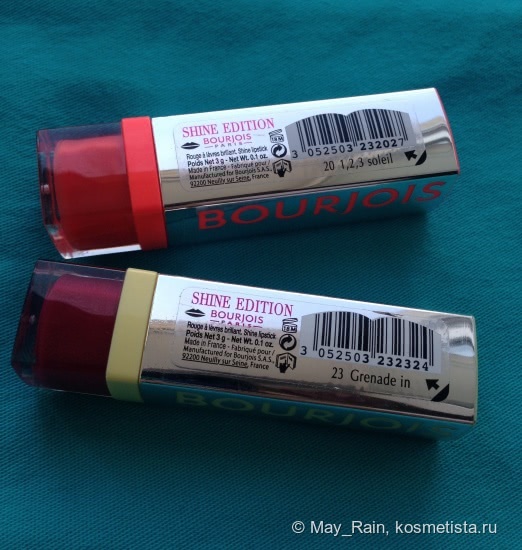 SHINE EDITION
BOURJOIS
PARIS
Rouge à lèvres brillant. Shine lipstick
Poids Net 3 g - Net Wt. 0.1 oz.
Made in France - Fabriqué pour /
Manufactured for Bourjois S.A.S.,
92200 Neuilly sur Seine, France
18 M
3 052503 232027
20 1,2,3 soleil
BOURJOIS
SHINE EDITION
BOURJOIS
PARIS
Rouge à lèvres brillant. Shine lipstick
Poids Net 3 g - Net Wt. 0.1 oz.
Made in France - Fabriqué pour /
Manufactured for Bourjois S.A.S.,
92200 Neuilly sur Seine, France
18 M
3 052503 232324
23 Grenade in
BOURJOIS
© May_Rain, kosmetista.ru